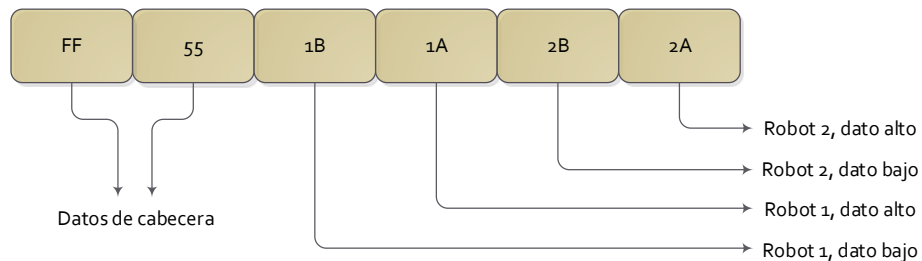 FF 55 1B 1A 2B 2A
Robot 2, dato alto
Robot 2, dato bajo
Robot 1, dato alto
Datos de cabecera
Robot 1, dato bajo